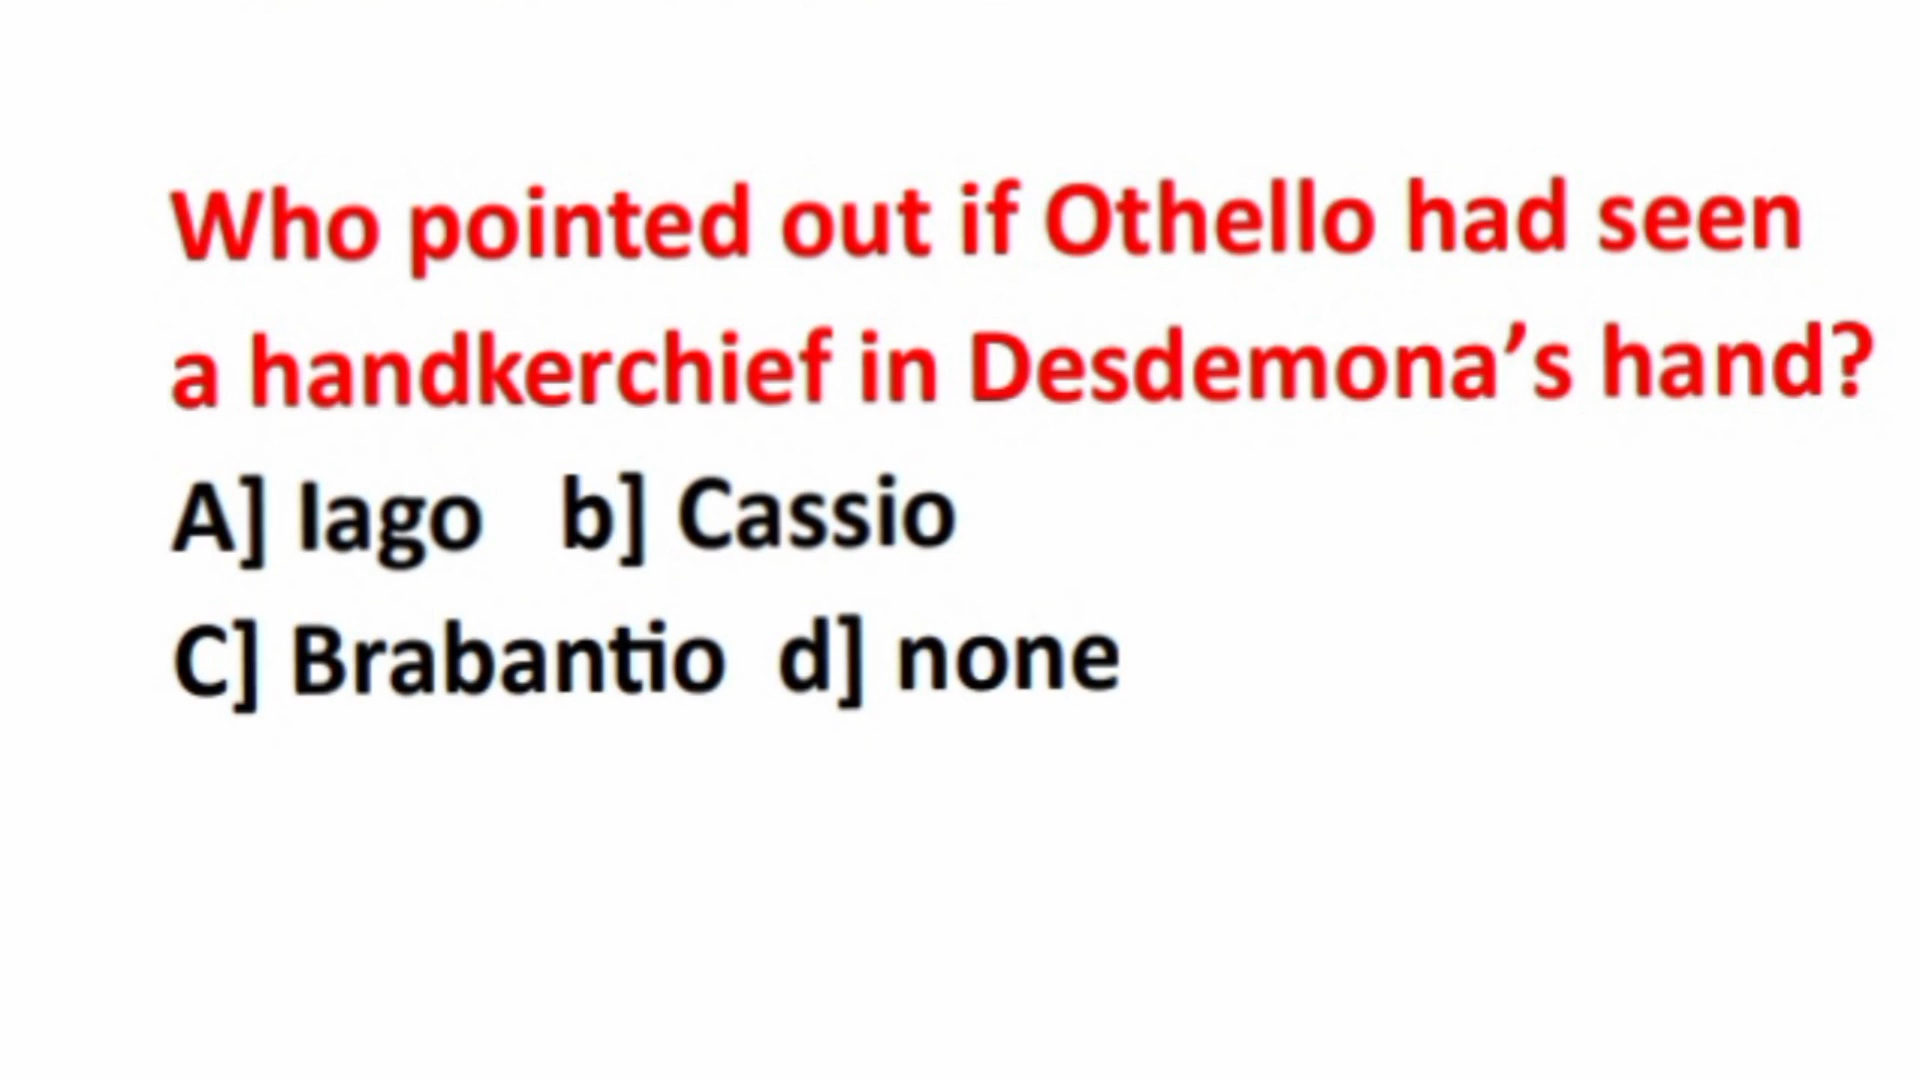 Who pointed out if Othello had seen
a handkerchief in Desdemona’s hand?
A] Iago b] Cassio
C] Brabantio d] none